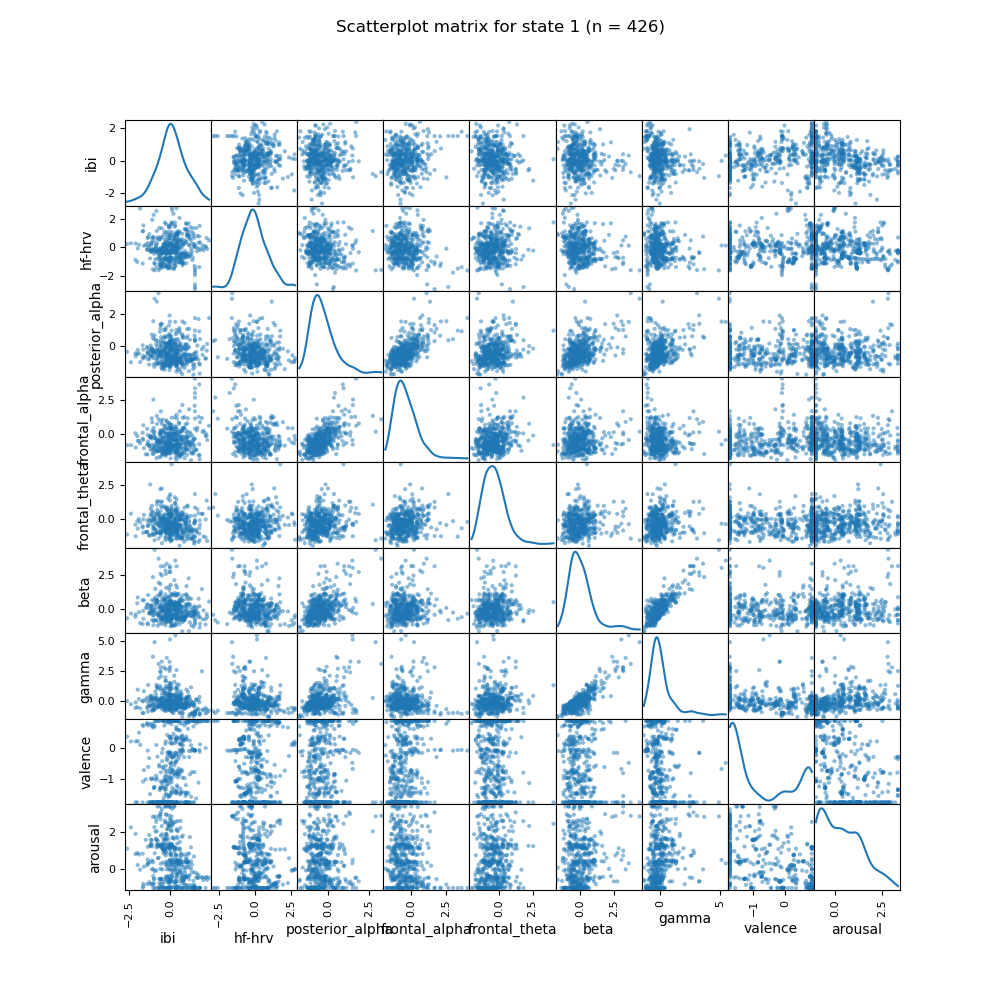 Scatterplot matrix for state 1 (n = 426)
2
0
-2
ibi
2
0
−2
hf-hrv
2
0
posterior_alpha
2.5
0.0
frontal_alpha
2.5
0.0
frontal_theta
2.5
0.0
beta
5.0
2.5
0.0
gamma
0
−1
valence
2
0
arousal
−2.5 0.0 −2.5 0.0 2.5 0.0 2.5 0.0 2.5 0.0 2.5 0.0 2.5 0 5 −1 0 0.0 2.5
ibi hf-hrv posterior_alpha frontal_alpha frontal_theta beta gamma valence arousal